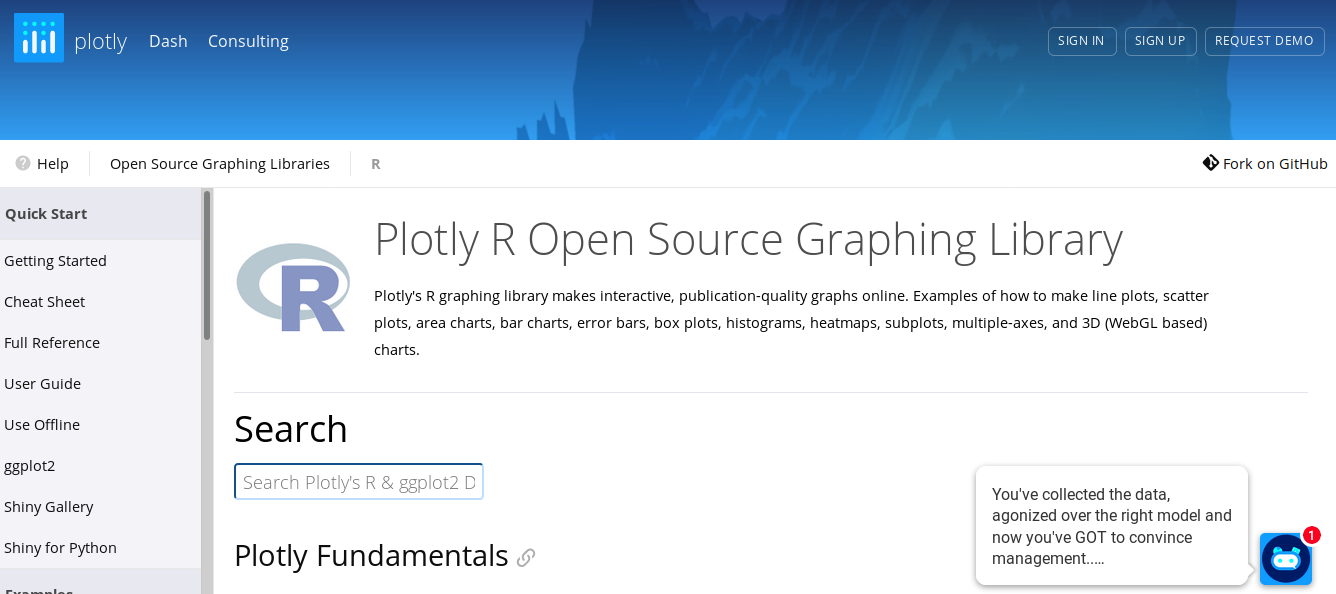 plotly Dash Consulting SIGN IN SIGN UP REQUEST DEMO
Help Open Source Graphing Libraries R Fork on GitHub
Quick Start
Getting Started
Cheat Sheet
Full Reference
User Guide
Use Offline
ggplot2
Shiny Gallery
Shiny for Python
Examples
R
Plotly R Open Source Graphing Library
Plotly's R graphing library makes interactive, publication-quality graphs online. Examples of how to make line plots, scatter
plots, area charts, bar charts, error bars, box plots, histograms, heatmaps, subplots, multiple-axes, and 3D (WebGL based)
charts.
Search
Search Plotly's R & ggplot2 D
Plotly Fundamentals
You've collected the data,
agonized over the right model and
now you've GOT to convince
management.....
1